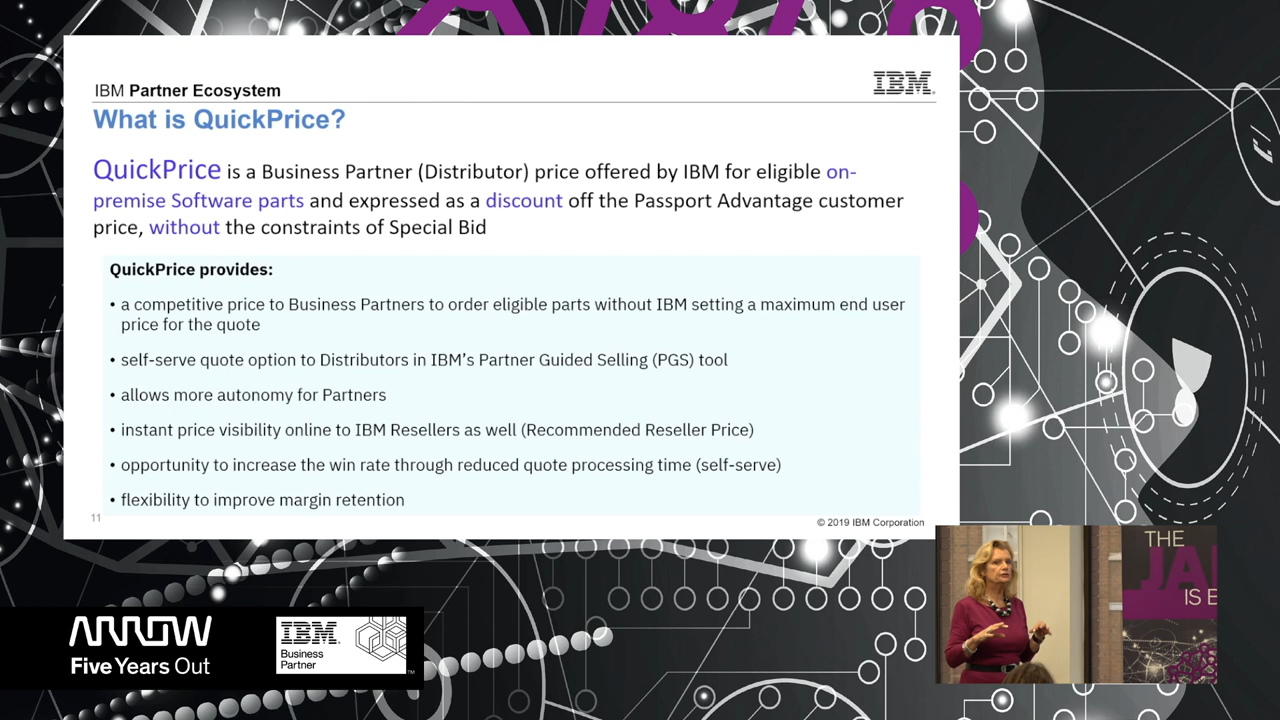 IBM Partner Ecosystem
IBM
What is QuickPrice?
QuickPrice is a Business Partner (Distributor) price offered by IBM for eligible on-
premise Software parts and expressed as a discount off the Passport Advantage customer
price, without the constraints of Special Bid
QuickPrice provides:
• a competitive price to Business Partners to order eligible parts without IBM setting a maximum end user
price for the quote
• self-serve quote option to Distributors in IBM’s Partner Guided Selling (PGS) tool
• allows more autonomy for Partners
• instant price visibility online to IBM Resellers as well (Recommended Reseller Price)
• opportunity to increase the win rate through reduced quote processing time (self-serve)
• flexibility to improve margin retention
11
© 2019 IBM Corporation
ARROW
Five Years Out
IBM
Business
Partner
™
THE
JA
IS E